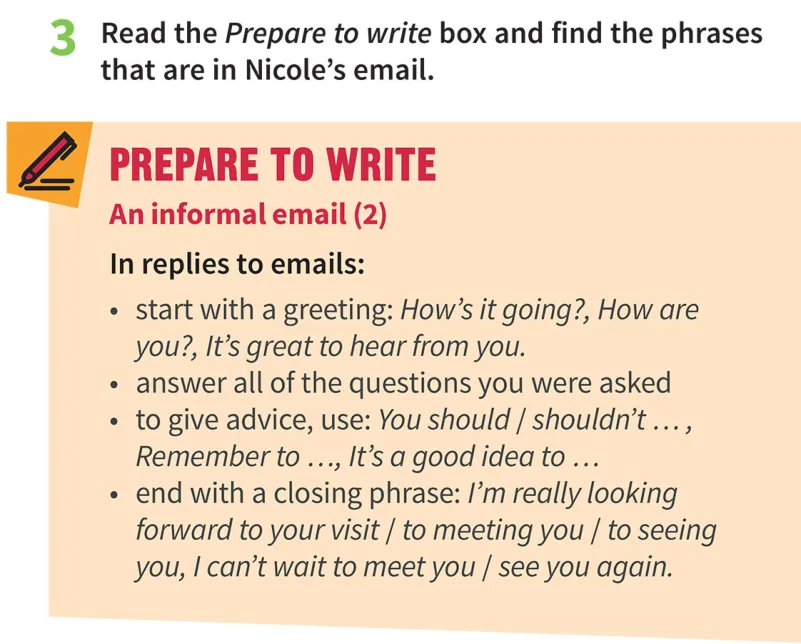 3 Read the Prepare to write box and find the phrases
that are in Nicole's email.
PREPARE TO WRITE
An informal email (2)
In replies to emails:
• start with a greeting: How's it going?, How are
you?, It's great to hear from you.
• answer all of the questions you were asked
• to give advice, use: You should / shouldn't … ,
Remember to …, It's a good idea to …
• end with a closing phrase: I'm really looking
forward to your visit / to meeting you / to seeing
you, I can't wait to meet you / see you again.